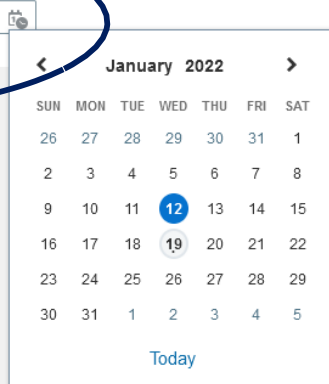 January 2022
SUN MON TUE WED THU FRI SAT
26 27 28 29 30 31 1
2 3 4 5 6 7 8
9 10 11 12 13 14 15
16 17 18 19 20 21 22
23 24 25 26 27 28 29
30 31 1 2 3 4 5
Today